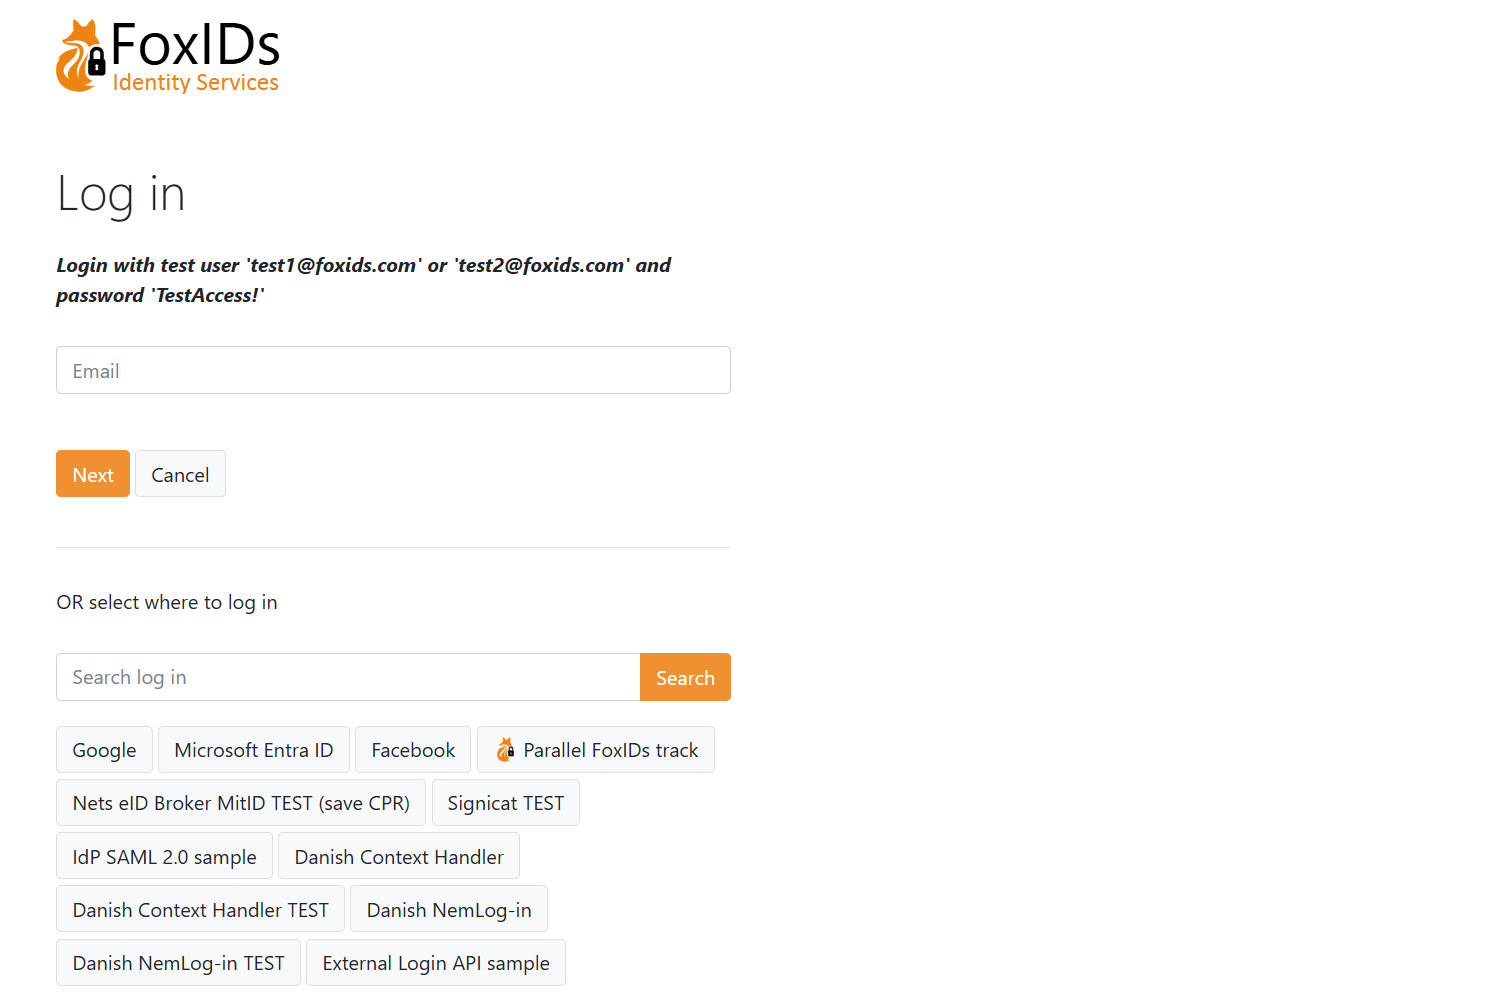 FoxIDs
Identity Services
Log in
Login with test user 'test1@foxids.com' or 'test2@foxids.com' and
password 'TestAccess!'
Email
Next Cancel
OR select where to log in
Search log in Search
Google Microsoft Entra ID Facebook Parallel FoxIDs track
Nets eID Broker MitID TEST (save CPR) Signicat TEST
IdP SAML 2.0 sample Danish Context Handler
Danish Context Handler TEST Danish NemLog-in
Danish NemLog-in TEST External Login API sample